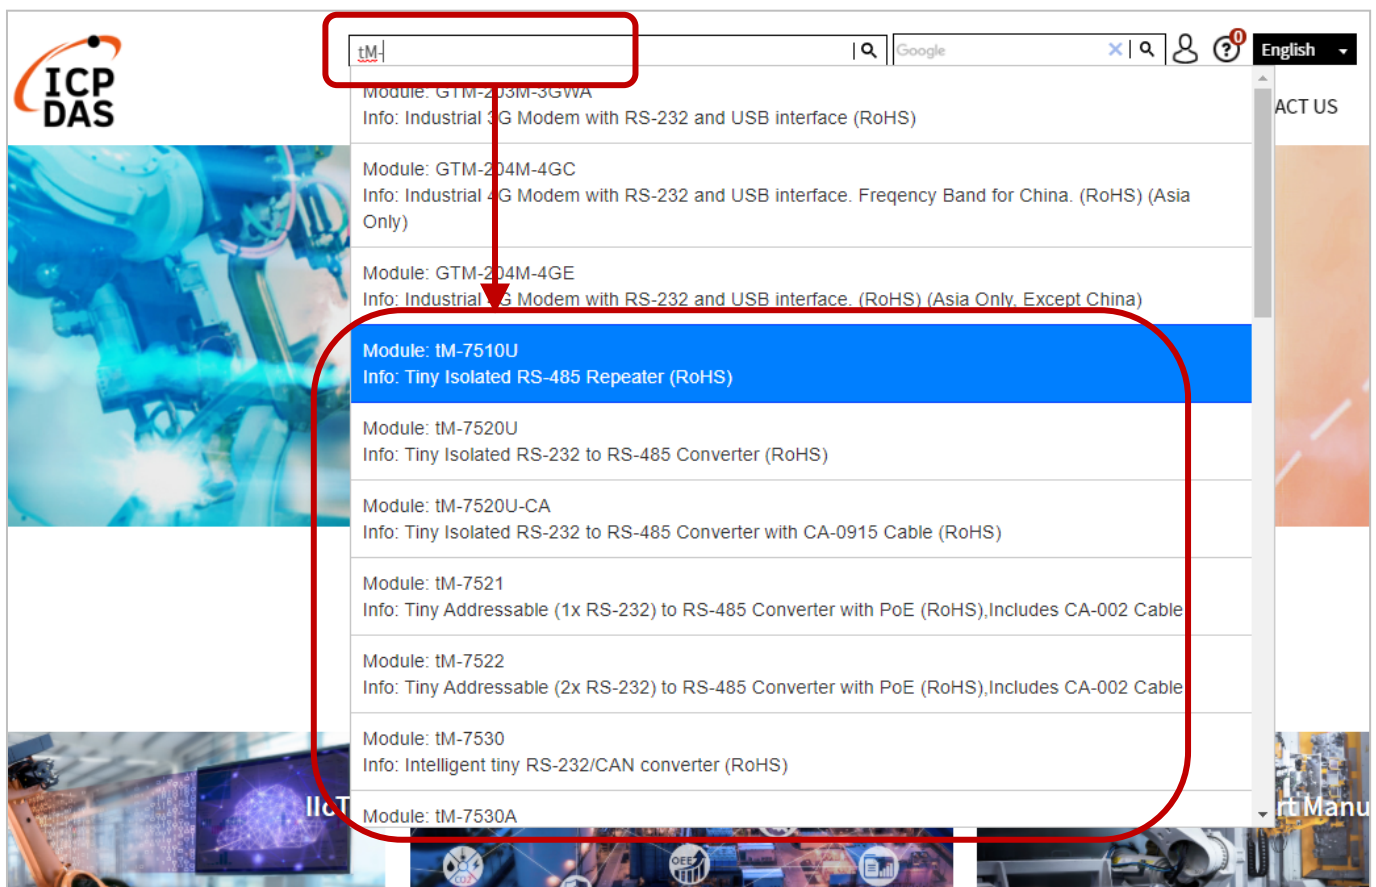 ICP
DAS
tM-
Google
0
English
ACT US
Module: GTM-203M-3GWA
Info: Industrial 3G Modem with RS-232 and USB interface (RoHS)
Module: GTM-204M-4GC
Info: Industrial 4G Modem with RS-232 and USB interface. Freqency Band for China. (RoHS) (Asia
Only)
Module: GTM-204M-4GE
Info: Industrial 4G Modem with RS-232 and USB interface. (RoHS) (Asia Only, Except China)
Module: tM-7510U
Info: Tiny Isolated RS-485 Repeater (RoHS)
Module: tM-7520U
Info: Tiny Isolated RS-232 to RS-485 Converter (RoHS)
Module: tM-7520U-CA
Info: Tiny Isolated RS-232 to RS-485 Converter with CA-0915 Cable (RoHS)
Module: tM-7521
Info: Tiny Addressable (1x RS-232) to RS-485 Converter with PoE (RoHS),Includes CA-002 Cable
Module: tM-7522
Info: Tiny Addressable (2x RS-232) to RS-485 Converter with PoE (RoHS),Includes CA-002 Cable
Module: tM-7530
Info: Intelligent tiny RS-232/CAN converter (RoHS)
Module: tM-7530A
IIoT
rt Manu
CO2
OEE